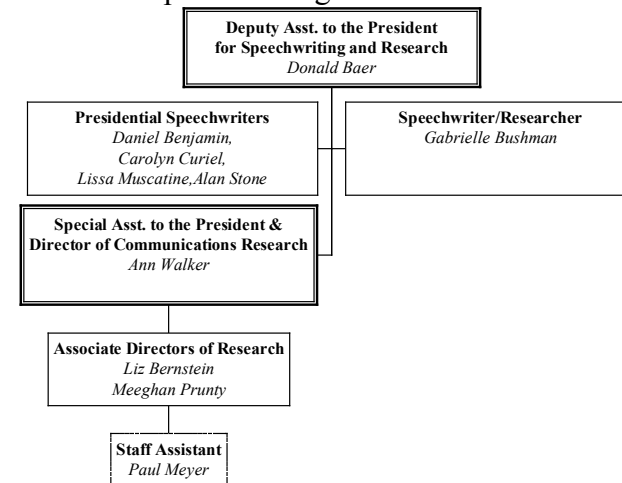 Deputy Asst. to the President
for Speechwriting and Research
Donald Baer
Presidential Speechwriters
Daniel Benjamin,
Carolyn Curiel,
Lissa Muscatine,Alan Stone
Speechwriter/Researcher
Gabrielle Bushman
Special Asst. to the President &
Director of Communications Research
Ann Walker
Associate Directors of Research
Liz Bernstein
Meeghan Prunty
Staff Assistant
Paul Meyer